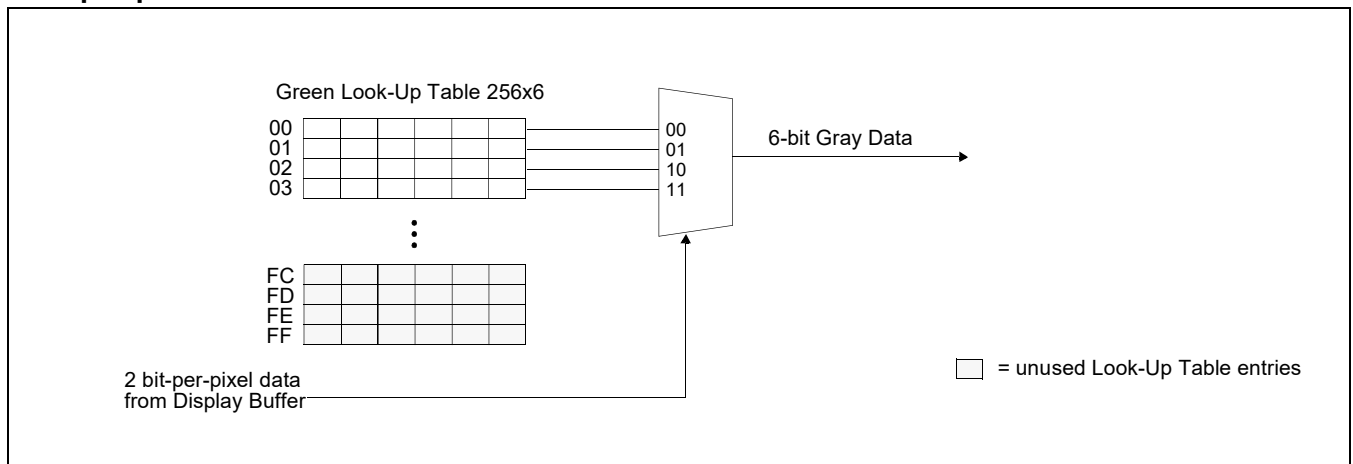 Green Look-Up Table 256x6
00
01
02
03
00
01
10
11
6-bit Gray Data
FC
FD
FE
FF
2 bit-per-pixel data
from Display Buffer
= unused Look-Up Table entries